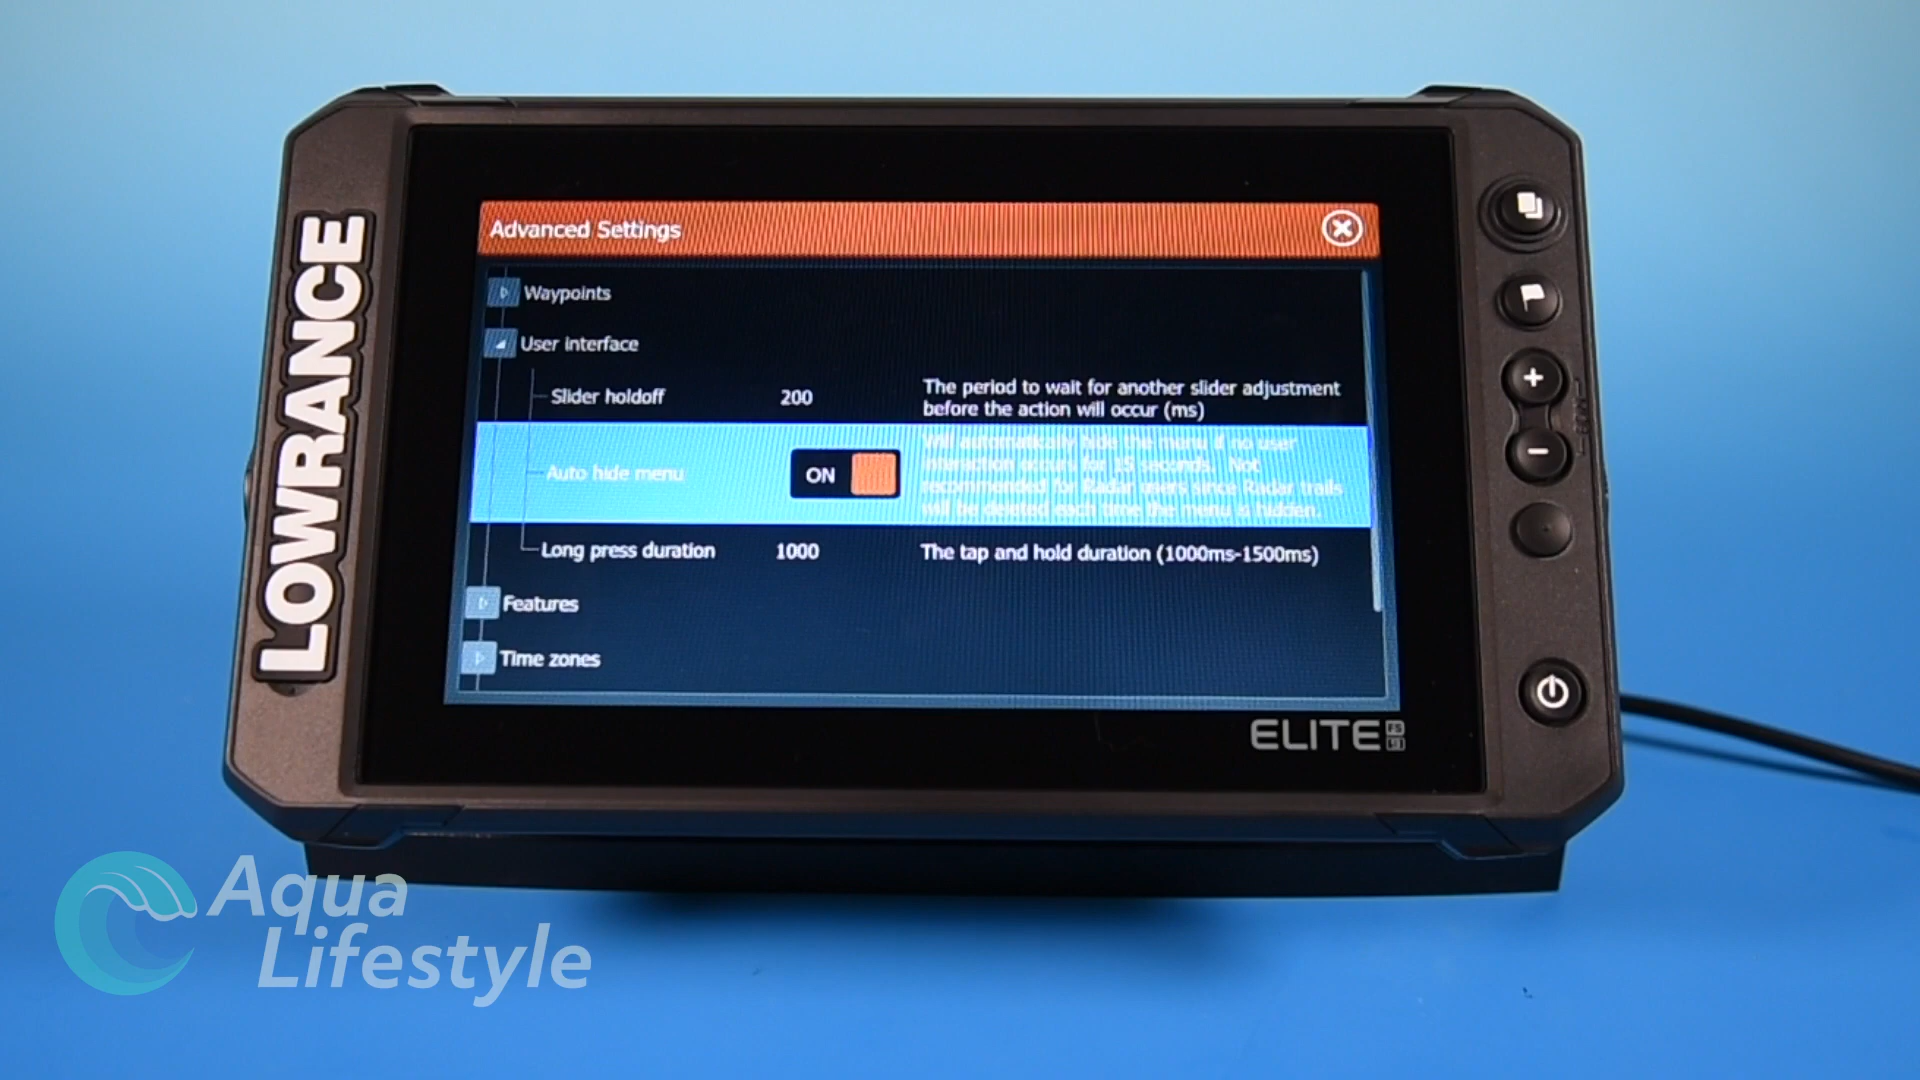 LOWRANCE
Advanced Settings
Waypoints
User interface
Slider holdoff 200 The period to wait for another slider adjustment
before the action will occur (ms)
Auto hide menu ON Will automatically hide the menu if no user
interaction occurs for 15 seconds. Not
recommended for Radar users since Radar trails
will be deleted each time the menu is hidden.
Long press duration 1000 The tap and hold duration (1000ms-1500ms)
Features
Time zones
ELITE FS 9
Aqua
Lifestyle